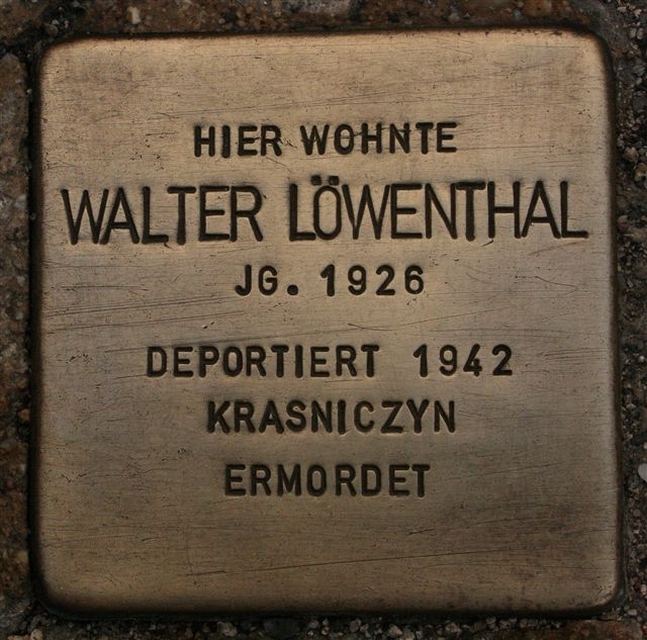 HIER WOHNTE
WALTER LÖWENTHAL
JG. 1926
DEPORTIERT 1942
KRASNICZYN
ERMORDET